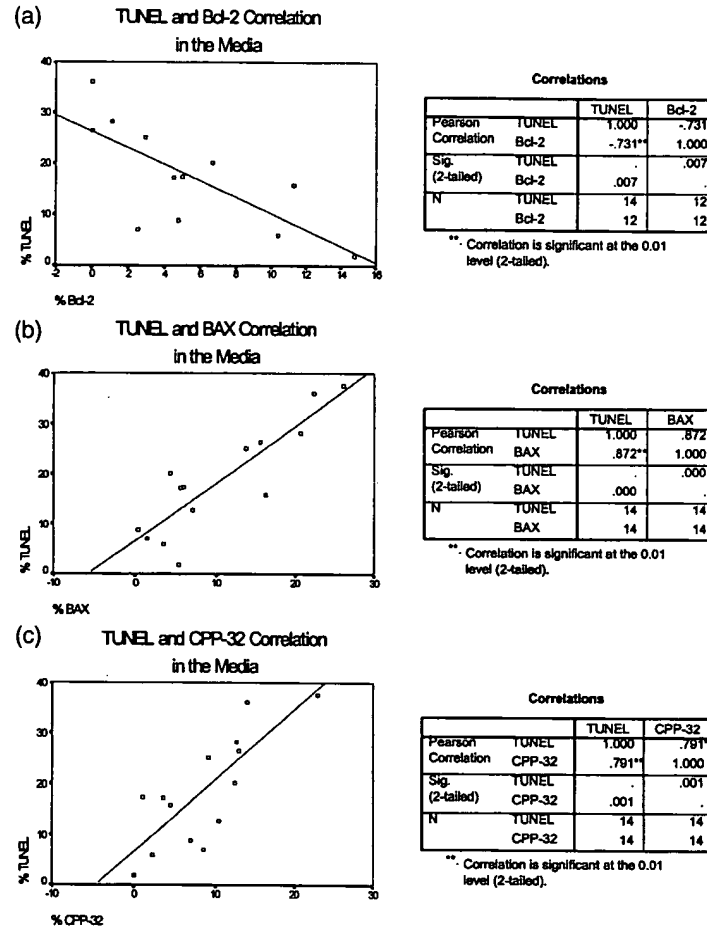 (a)
TUNEL and Bcl-2 Correlation
in the Media
40
30
20
10
0
% TUNEL
-2 0 2 4 6 8 10 12 14 16
% Bcl-2
Correlations
TUNEL Bcl-2
Pearson TUNEL 1.000 -.731
Correlation Bcl-2 -.731** 1.000
Sig. TUNEL . .007
(2-tailed) Bcl-2 .007 .
N TUNEL 14 12
Bcl-2 12 12
**. Correlation is significant at the 0.01
level (2-tailed).
(b)
TUNEL and BAX Correlation
in the Media
40
30
20
10
0
% TUNEL
-10 0 10 20 30
% BAX
Correlations
TUNEL BAX
Pearson TUNEL 1.000 .872
Correlation BAX .872** 1.000
Sig. TUNEL . .000
(2-tailed) BAX .000 .
N TUNEL 14 14
BAX 14 14
**. Correlation is significant at the 0.01
level (2-tailed).
(c)
TUNEL and CPP-32 Correlation
in the Media
40
30
20
10
0
% TUNEL
-10 0 10 20 30
% CPP-32
Correlations
TUNEL CPP-32
Pearson TUNEL 1.000 .791*
Correlation CPP-32 .791** 1.000
Sig. TUNEL . .001
(2-tailed) CPP-32 .001 .
N TUNEL 14 14
CPP-32 14 14
**. Correlation is significant at the 0.01
level (2-tailed).